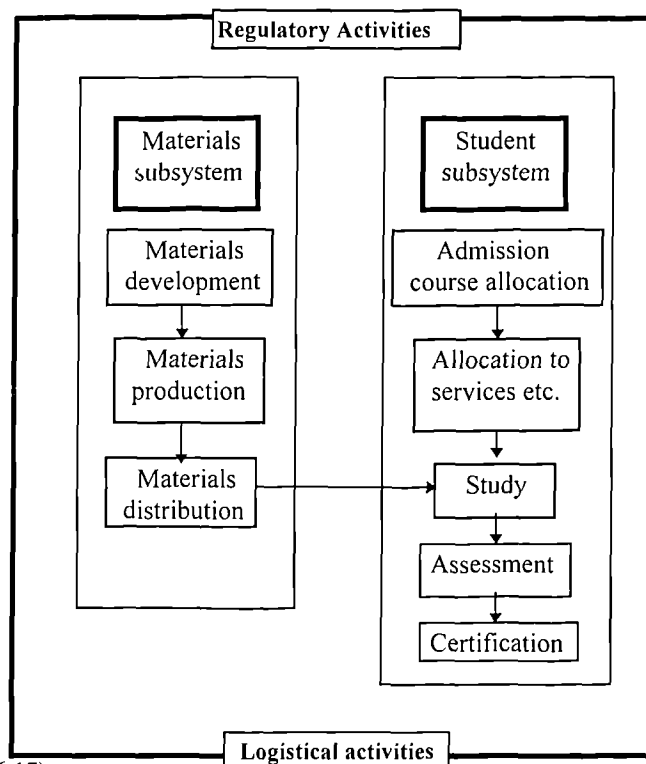 Regulatory Activities
Materials
subsystem
Materials
development
Materials
production
Materials
distribution
Student
subsystem
Admission
course allocation
Allocation to
services etc.
Study
Assessment
Certification
Logistical activities